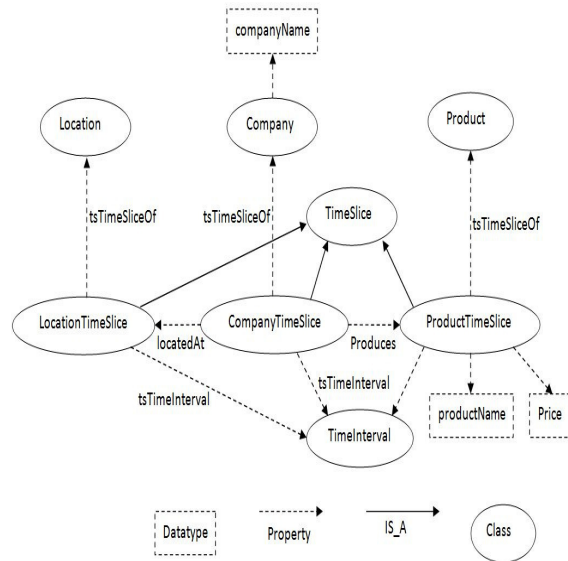 companyName
Location
Company
Product
tsTimeSliceOf
tsTimeSliceOf
tsTimeSliceOf
TimeSlice
LocationTimeSlice
CompanyTimeSlice
ProductTimeSlice
locatedAt
Produces
tsTimeInterval
tsTimeInterval
productName
Price
TimeInterval
Datatype
Property
IS_A
Class